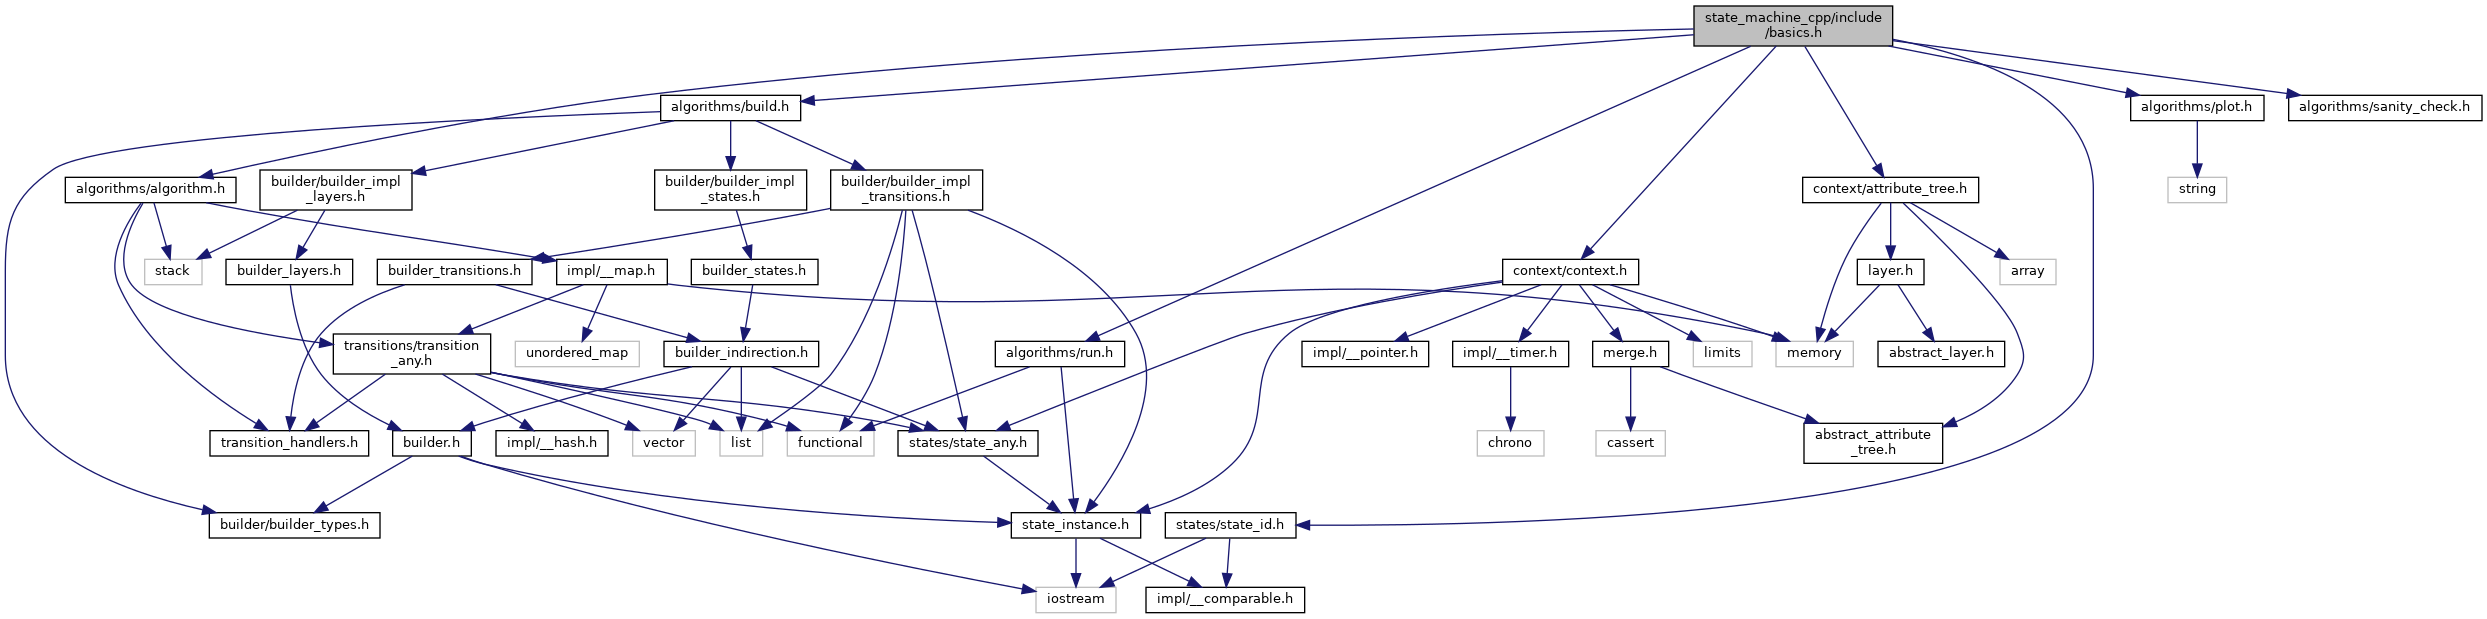 state_machine_cpp/include
/basics.h
algorithms/build.h
algorithms/plot.h
algorithms/sanity_check.h
algorithms/algorithm.h
builder/builder_impl
_layers.h
builder/builder_impl
_states.h
builder/builder_impl
_transitions.h
context/attribute_tree.h
string
stack
builder_layers.h
builder_transitions.h
impl/__map.h
builder_states.h
context/context.h
layer.h
array
transitions/transition
_any.h
unordered_map
builder_indirection.h
algorithms/run.h
impl/__pointer.h
impl/__timer.h
merge.h
limits
memory
abstract_layer.h
transition_handlers.h
builder.h
impl/__hash.h
vector
list
functional
states/state_any.h
chrono
cassert
abstract_attribute
_tree.h
builder/builder_types.h
state_instance.h
states/state_id.h
iostream
impl/__comparable.h